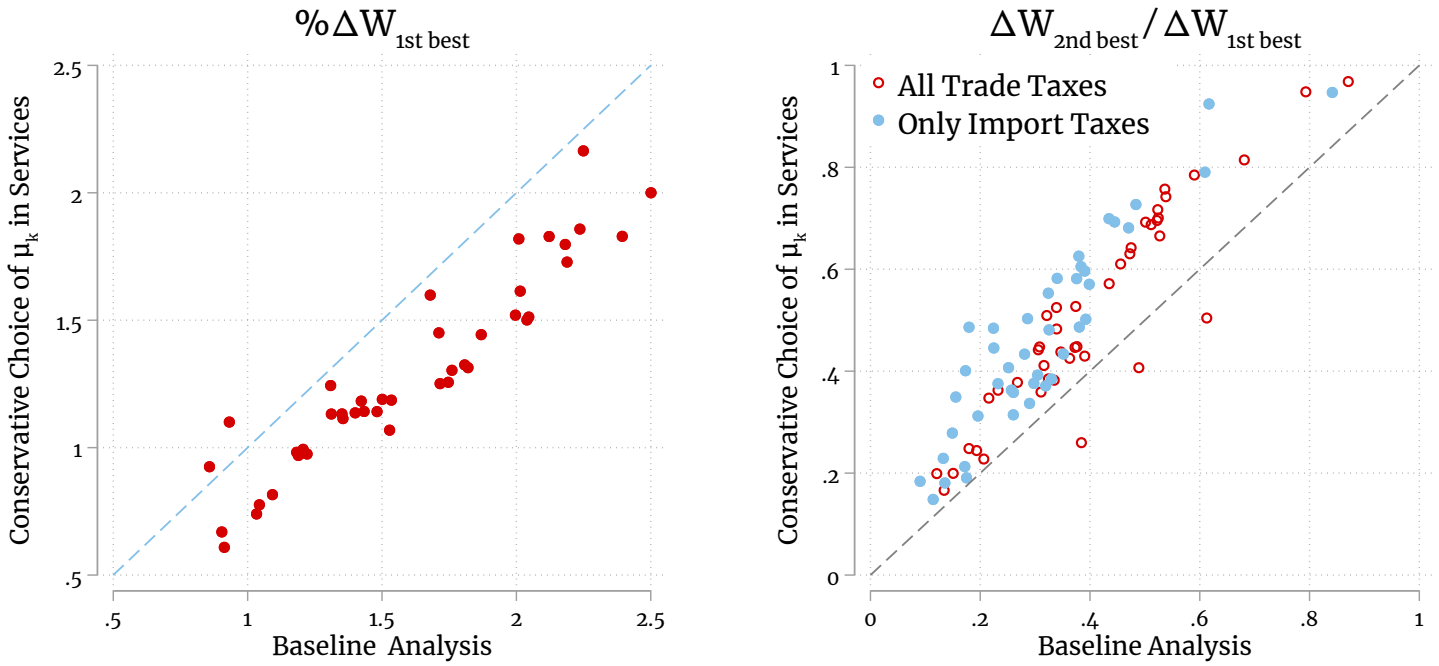 %ΔW1st best
Conservative Choice of μk in Services
2.5
2
1.5
1
.5
.5 1 1.5 2 2.5
Baseline Analysis
ΔW2nd best/ΔW1st best
Conservative Choice of μk in Services
All Trade Taxes
Only Import Taxes
1
.8
.6
.4
.2
0
0 .2 .4 .6 .8 1
Baseline Analysis